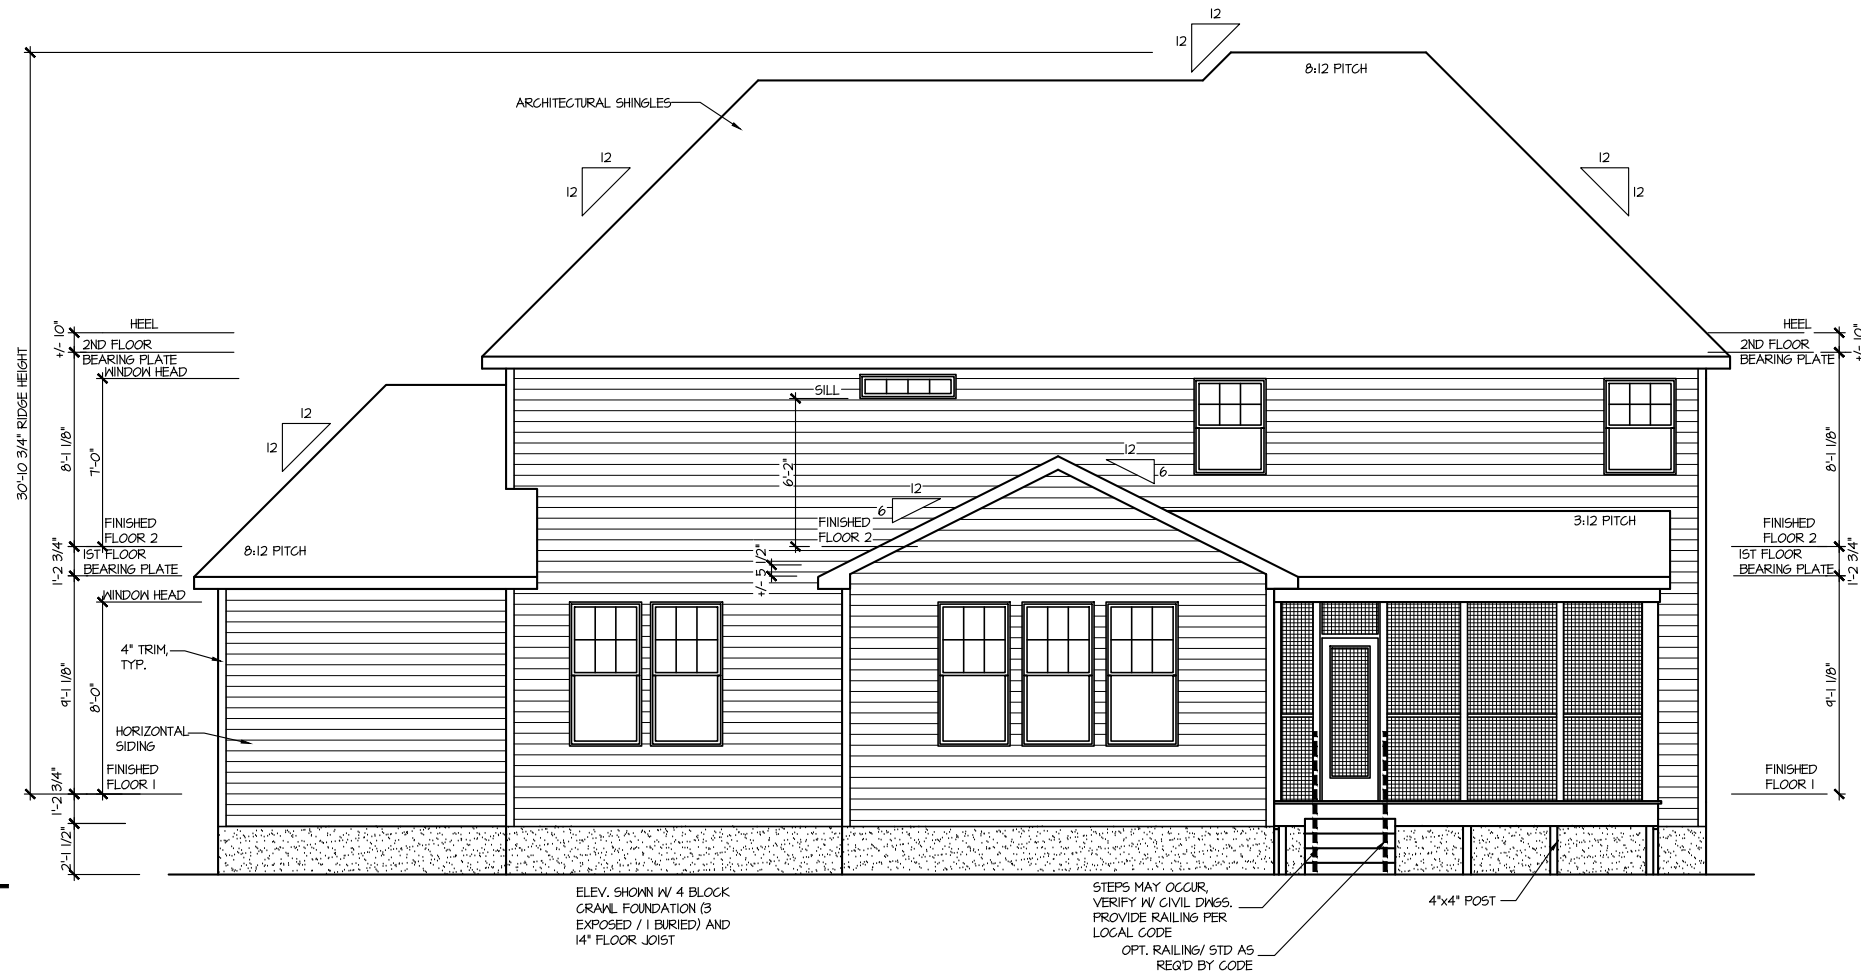 12
12
8:12 PITCH
ARCHITECTURAL SHINGLES
12
12
12
12
30'-10 3/4" RIDGE HEIGHT
+/- 10"
HEEL
2ND FLOOR
BEARING PLATE
WINDOW HEAD
8'-1 1/8"
7'-0"
12
12
FINISHED
FLOOR 2
1'-2 3/4"
1ST FLOOR
BEARING PLATE
8:12 PITCH
WINDOW HEAD
4" TRIM,
TYP.
9'-1 1/8"
8'-0"
HORIZONTAL
SIDING
FINISHED
FLOOR 1
1'-2 3/4"
2'-1 1/2"
SILL
6'-2"
FINISHED
FLOOR 2
+/- 5 1/2"
12
6
12
6
3:12 PITCH
HEEL
2ND FLOOR
BEARING PLATE
+/- 10"
8'-1 1/8"
FINISHED
FLOOR 2
1ST FLOOR
BEARING PLATE
1'-2 3/4"
9'-1 1/8"
FINISHED
FLOOR 1
ELEV. SHOWN W/ 4 BLOCK
CRAWL FOUNDATION (3
EXPOSED / 1 BURIED) AND
14" FLOOR JOIST
STEPS MAY OCCUR,
VERIFY W/ CIVIL DWGS.
PROVIDE RAILING PER
LOCAL CODE
OPT. RAILING/ STD AS
REQ'D BY CODE
4"x4" POST